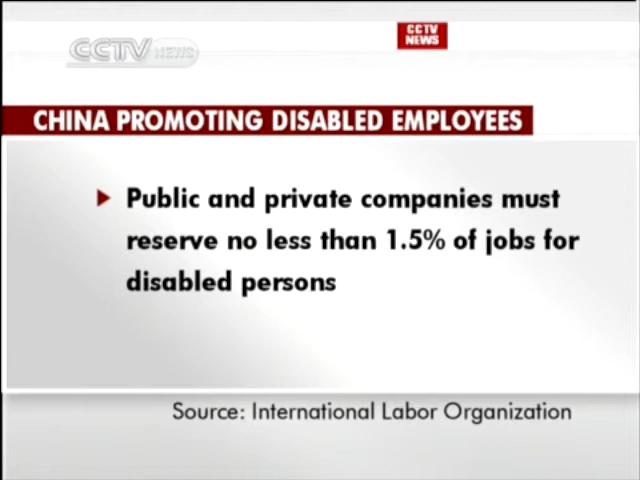 CCTV NEWS
CCTV
NEWS
CHINA PROMOTING DISABLED EMPLOYEES
Public and private companies must
reserve no less than 1.5% of jobs for
disabled persons
Source: International Labor Organization